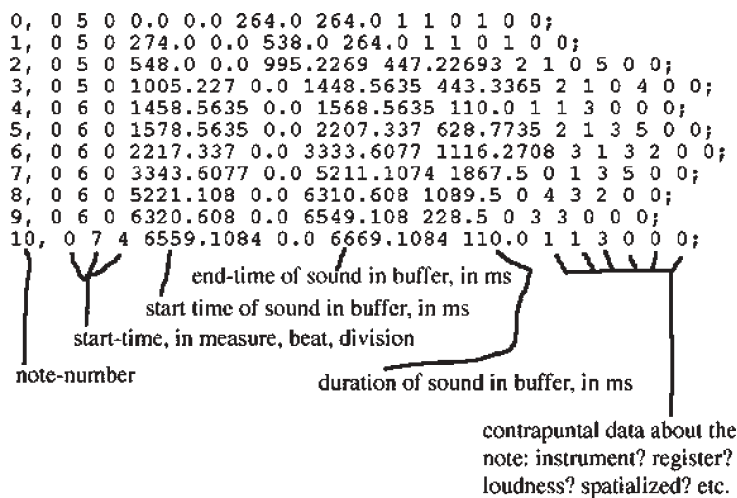 0, 0 5 0 0.0 0.0 264.0 264.0 1 1 0 1 0 0;
1, 0 5 0 274.0 0.0 538.0 264.0 1 1 0 1 0 0;
2, 0 5 0 548.0 0.0 995.2269 447.22693 2 1 0 5 0 0;
3, 0 5 0 1005.227 0.0 1448.5635 443.3365 2 1 0 4 0 0;
4, 0 6 0 1458.5635 0.0 1568.5635 110.0 1 1 3 0 0 0;
5, 0 6 0 1578.5635 0.0 2207.337 628.7735 2 1 3 5 0 0;
6, 0 6 0 2217.337 0.0 3333.6077 1116.2708 3 1 3 2 0 0;
7, 0 6 0 3343.6077 0.0 5211.1074 1867.5 0 1 3 5 0 0;
8, 0 6 0 5221.108 0.0 6310.608 1089.5 0 4 3 2 0 0;
9, 0 6 0 6320.608 0.0 6549.108 228.5 0 3 3 0 0 0;
10, 0 7 4 6559.1084 0.0 6669.1084 110.0 1 1 3 0 0 0;
end-time of sound in buffer, in ms
start time of sound in buffer, in ms
start-time, in measure, beat, division
note-number
duration of sound in buffer, in ms
contrapuntal data about the
note: instrument? register?
loudness? spatialized? etc.